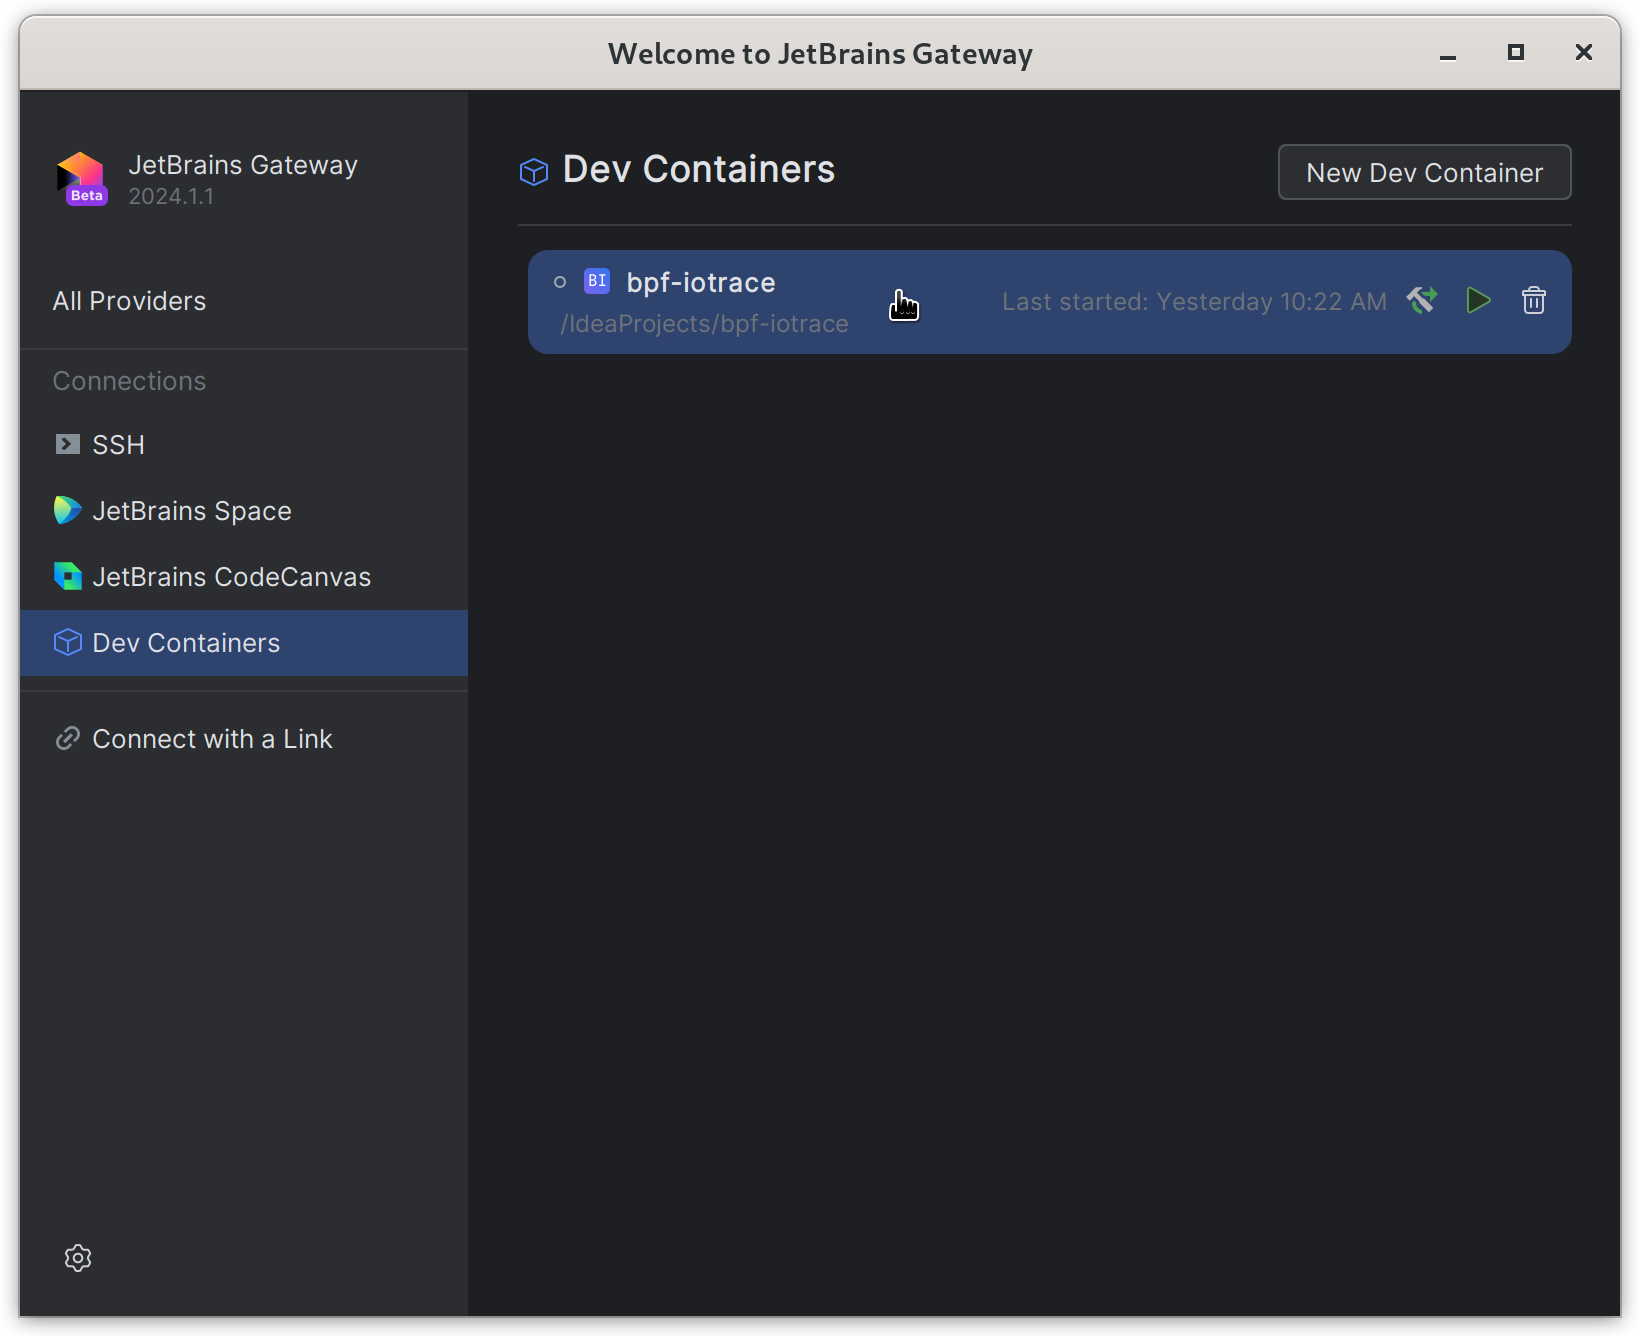 Welcome to JetBrains Gateway
JetBrains Gateway
2024.1.1
Beta
All Providers
Connections
SSH
JetBrains Space
JetBrains CodeCanvas
Dev Containers
Connect with a Link
Dev Containers
New Dev Container
BI bpf-iotrace
/IdeaProjects/bpf-iotrace
Last started: Yesterday 10:22 AM